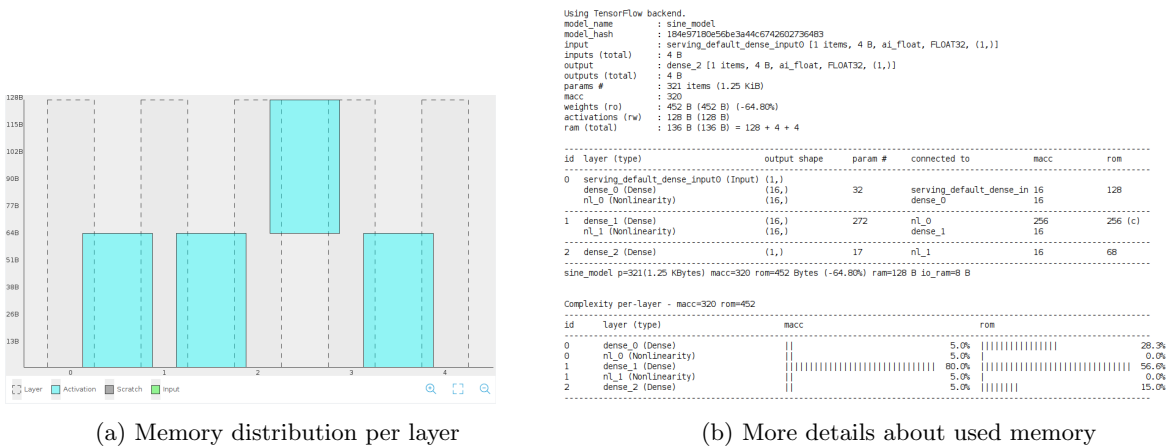 128B
115B
102B
90B
77B
64B
51B
38B
26B
13B
0 1 2 3 4
Layer Activation Scratch Input
(a) Memory distribution per layer
Using TensorFlow backend.
model_name : sine_model
model_hash : 184e97180e56be3a44c6742602736483
input : serving_default_dense_input0 [1 items, 4 B, ai_float, FLOAT32, (1,)]
inputs (total) : 4 B
output : dense_2 [1 items, 4 B, ai_float, FLOAT32, (1,)]
outputs (total) : 4 B
params # : 321 items (1.25 KiB)
macc : 320
weights (ro) : 452 B (452 B) (-64.80%)
activations (rw) : 128 B (128 B)
ram (total) : 136 B (136 B) = 128 + 4 + 4
id layer (type) output shape param # connected to macc rom
0 serving_default_dense_input0 (Input) (1,)
dense_0 (Dense) (16,) 32 serving_default_dense_in 16 128
nl_0 (Nonlinearity) (16,) dense_0 16
1 dense_1 (Dense) (16,) 272 nl_0 256 256 (c)
nl_1 (Nonlinearity) (16,) dense_1 16
2 dense_2 (Dense) (1,) 17 nl_1 16 68
sine_model p=321(1.25 KBytes) macc=320 rom=452 Bytes (-64.80%) ram=128 B io_ram=8 B
Complexity per-layer - macc=320 rom=452
id layer (type) macc rom
0 dense_0 (Dense) || 5.0% |||||||||||||||| 28.3%
0 nl_0 (Nonlinearity) || 5.0% | 0.0%
1 dense_1 (Dense) ||||||||||||||||||||||||||||||| 80.0% ||||||||||||||||||||||||||||||| 56.6%
1 nl_1 (Nonlinearity) || 5.0% | 0.0%
2 dense_2 (Dense) || 5.0% |||||||| 15.0%
(b) More details about used memory